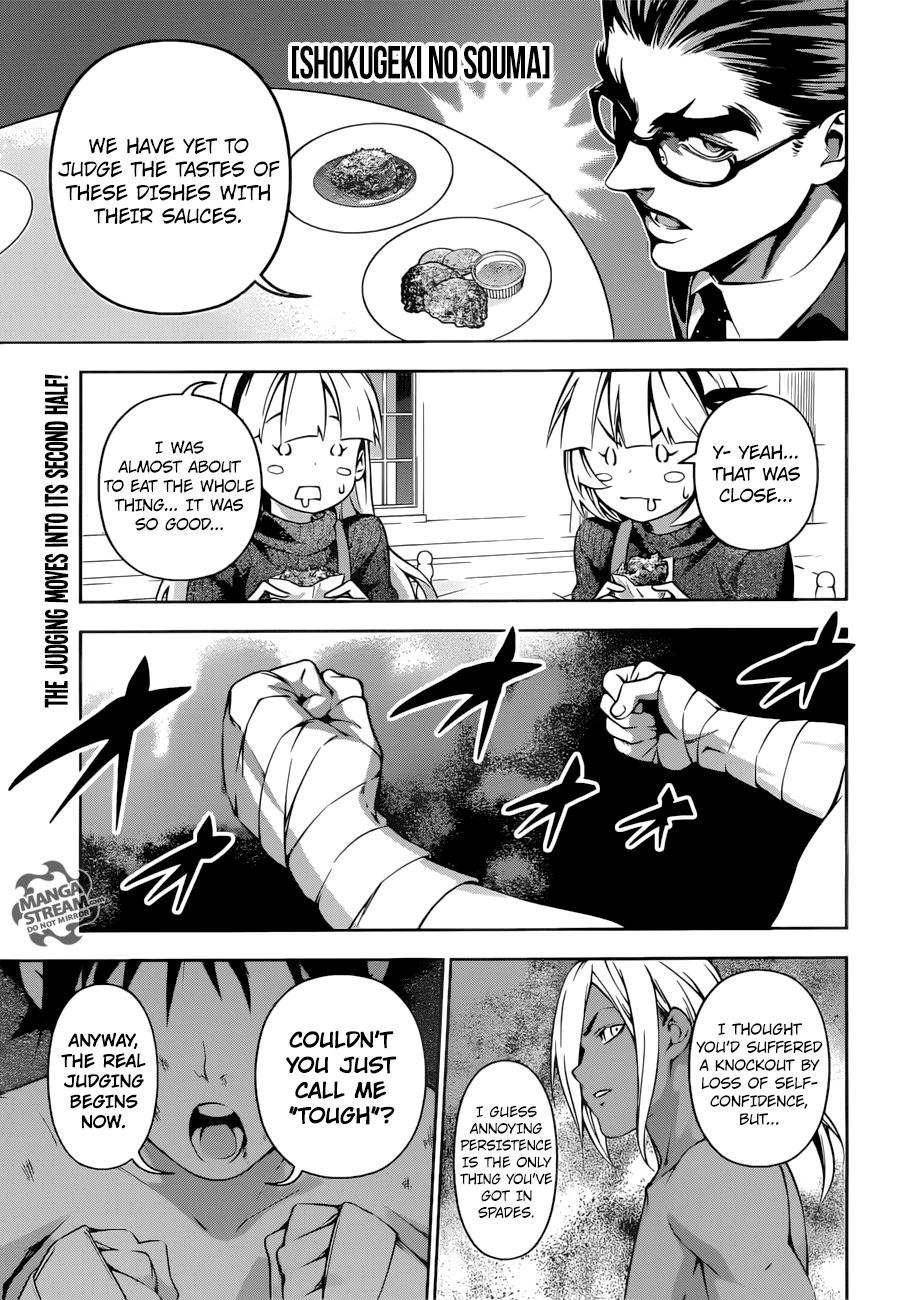 [SHOKUGEKI NO SOUMA]
WE HAVE YET TO
JUDGE THE TASTES OF
THESE DISHES WITH
THEIR SAUCES.
THE JUDGING MOVES INTO ITS SECOND HALF!
Y- YEAH...
THAT WAS
CLOSE...
I WAS
ALMOST ABOUT
TO EAT THE WHOLE
THING... IT WAS
SO GOOD...
MANGA
STREAM.com
DO NOT MIRROR
I THOUGHT
YOU'D SUFFERED
A KNOCKOUT BY
LOSS OF SELF-
CONFIDENCE,
BUT...
I GUESS
ANNOYING
PERSISTENCE
IS THE ONLY
THING YOU'VE
GOT IN
SPADES.
COULDN'T
YOU JUST
CALL ME
"TOUGH"?
ANYWAY,
THE REAL
JUDGING
BEGINS
NOW.